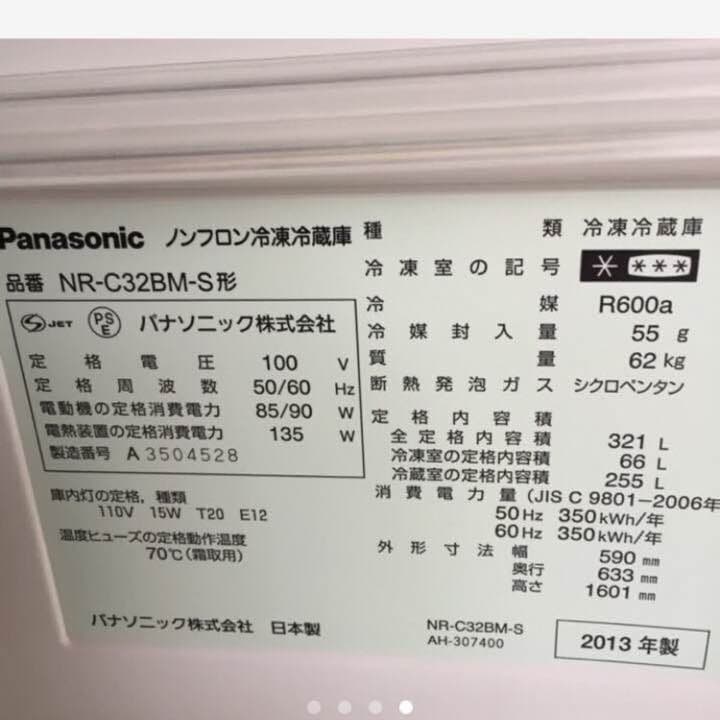 Panasonic ノンフロン冷凍冷蔵庫
品番 NR-C32BM-S形
JET PSE パナソニック株式会社
定格電圧 100 V
定格周波数 50/60 Hz
電動機の定格消費電力 85/90 W
電熱装置の定格消費電力 135 W
製造番号 A 3504528
庫内灯の定格，種類
110V 15W T20 E12
温度ヒューズの定格動作温度
70℃(霜取用)
パナソニック株式会社 日本製
種類 冷凍冷蔵庫
冷凍室の記号 * ***
冷媒 R600a
冷媒封入量 55 g
質量 62 kg
断熱発泡ガス シクロペンタン
定格内容積
全定格内容積 321 L
冷凍室の定格内容積 66 L
冷蔵室の定格内容積 255 L
消費電力量(JIS C 9801-2006年
50 Hz 350 kWh/年
60 Hz 350 kWh/年
外形寸法 幅 590 mm
奥行 633 mm
高さ 1601 mm
NR-C32BM-S
AH-307400
2013 年製